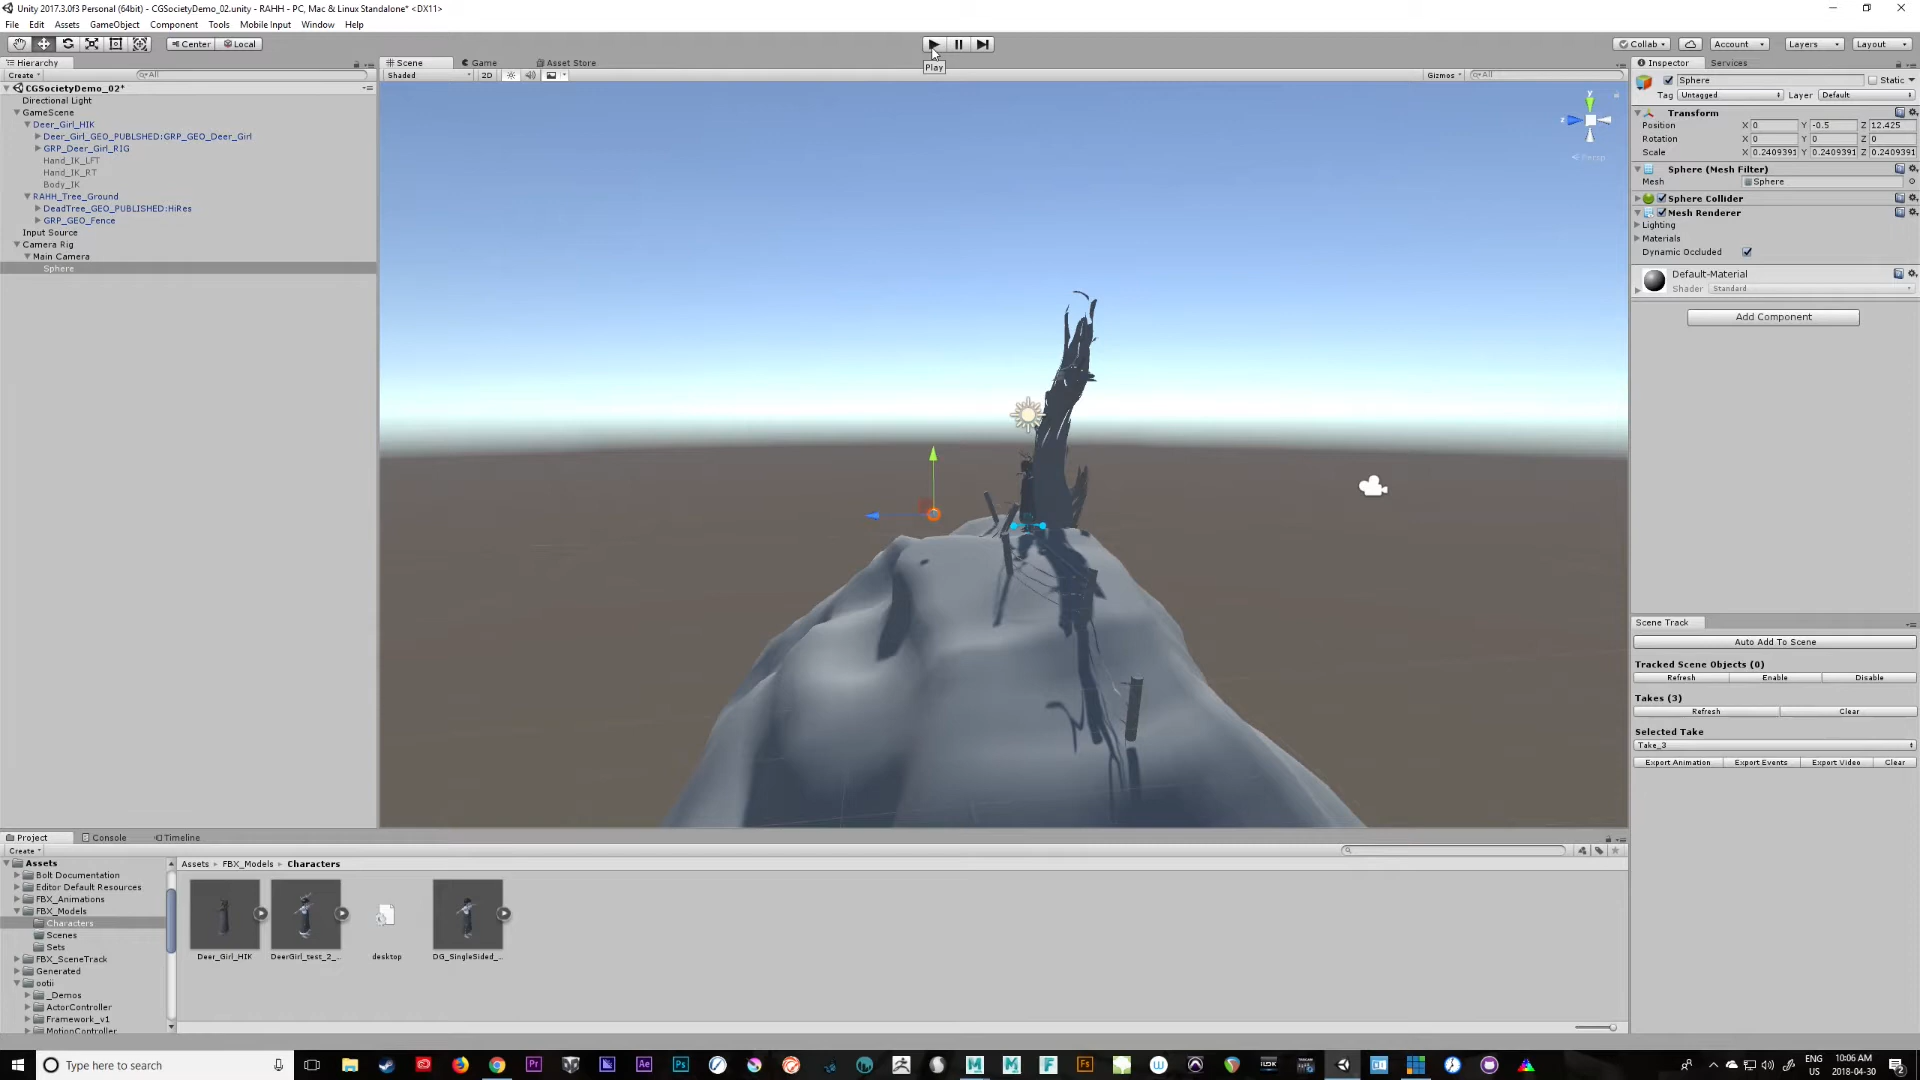 Unity 2017.3.0f3 Personal (64bit) - CGSocietyDemo_02.unity - RAHH - PC, Mac & Linux Standalone* <DX11>
File Edit Assets GameObject Component Tools Mobile Input Window Help
Center Local
Collab Account Layers Layout
Play
Hierarchy
Create All
CGSocietyDemo_02*
Directional Light
GameScene
Deer_Girl_HIK
Deer_Girl_GEO_PUBLSHED:GRP_GEO_Deer_Girl
GRP_Deer_Girl_RIG
Hand_IK_LFT
Hand_IK_RT
Body_IK
RAHH_Tree_Ground
DeadTree_GEO_PUBLISHED:HiRes
GRP_GEO_Fence
Input Source
Camera Rig
Main Camera
Sphere
Scene Game Asset Store
Shaded 2D Gizmos All
y
z
Persp
Inspector Services
Sphere Static
Tag Untagged Layer Default
Transform
Position X 0 Y -0.5 Z 12.425
Rotation X 0 Y 0 Z 0
Scale X 0.2409391 Y 0.2409391 Z 0.2409391
Sphere (Mesh Filter)
Mesh Sphere
Sphere Collider
Mesh Renderer
Lighting
Materials
Dynamic Occluded
Default-Material
Shader Standard
Add Component
Scene Track
Auto Add To Scene
Tracked Scene Objects (0)
Refresh Enable Disable
Takes (3)
Refresh Clear
Selected Take
Take_3
Export Animation Export Events Export Video Clear
Project Console Timeline
Create
Assets
Bolt Documentation
Editor Default Resources
FBX_Animations
FBX_Models
Characters
Scenes
Sets
FBX_SceneTrack
Generated
ootii
_Demos
ActorController
Framework_v1
MotionController
Assets FBX_Models Characters
Deer_Girl_HIK DeerGirl_test_2_... desktop DG_SingleSided_...
Type here to search
Pr Ae Ps M M F Fs
ENG
US
10:06 AM
2018-04-30